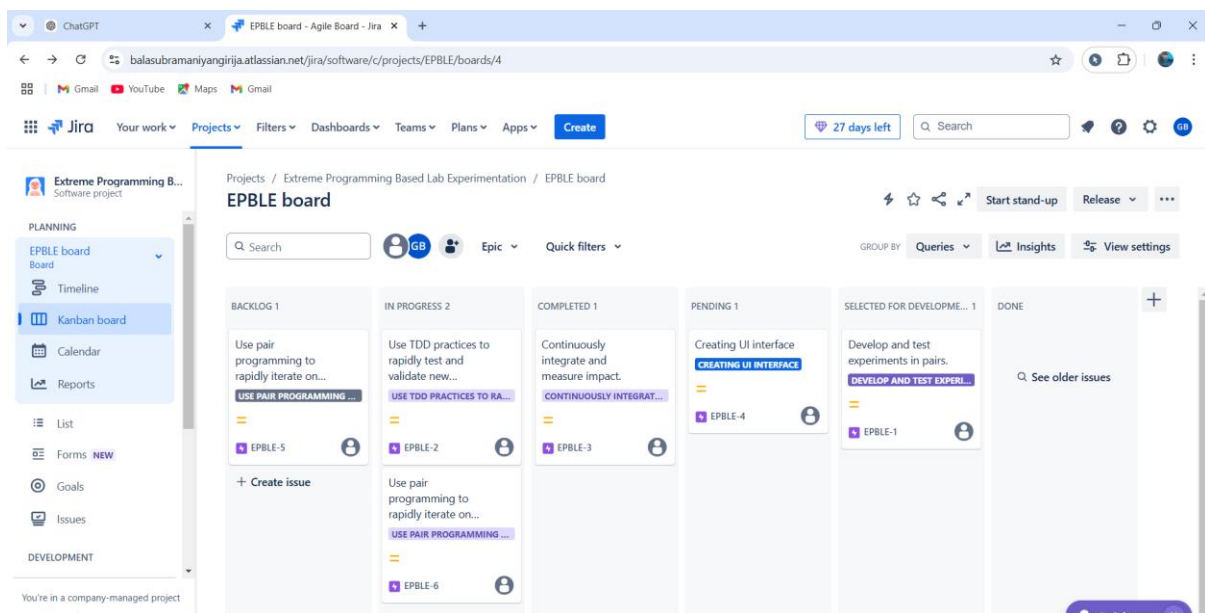 ChatGPT
EPBLE board - Agile Board - Jira
balasubramaniyangirija.atlassian.net/jira/software/c/projects/EPBLE/boards/4
Gmail YouTube Maps Gmail
Jira Your work Projects Filters Dashboards Teams Plans Apps Create 27 days left Search GB
Extreme Programming B...
Software project
PLANNING
EPBLE board
Board
Timeline
Kanban board
Calendar
Reports
List
Forms NEW
Goals
Issues
DEVELOPMENT
You're in a company-managed project
Projects / Extreme Programming Based Lab Experimentation / EPBLE board
EPBLE board
Start stand-up Release
Search GB Epic Quick filters GROUP BY Queries Insights View settings
BACKLOG 1
Use pair
programming to
rapidly iterate on...
USE PAIR PROGRAMMING ...
EPBLE-5
+ Create issue
IN PROGRESS 2
Use TDD practices to
rapidly test and
validate new...
USE TDD PRACTICES TO RA...
EPBLE-2
Use pair
programming to
rapidly iterate on...
USE PAIR PROGRAMMING ...
EPBLE-6
COMPLETED 1
Continuously
integrate and
measure impact.
CONTINUOUSLY INTEGRAT...
EPBLE-3
PENDING 1
Creating UI interface
CREATING UI INTERFACE
EPBLE-4
SELECTED FOR DEVELOPME... 1
Develop and test
experiments in pairs.
DEVELOP AND TEST EXPERI...
EPBLE-1
DONE
See older issues